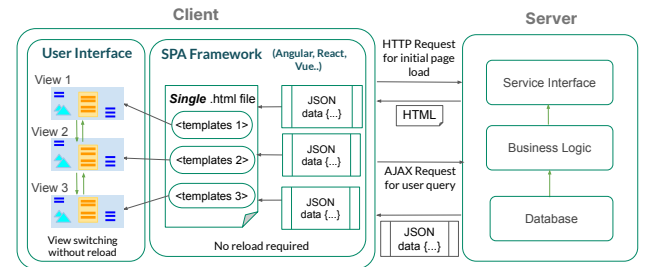 Client
Server
User Interface
SPA Framework
(Angular, React,
Vue..)
HTTP Request
for initial page
load
View 1
Single .html file
<templates 1>
JSON
data {...}
HTML
Service Interface
View 2
<templates 2>
JSON
data {...}
Business Logic
AJAX Request
for user query
View 3
<templates 3>
JSON
data {...}
JSON
data {...}
Database
View switching
without reload
No reload required